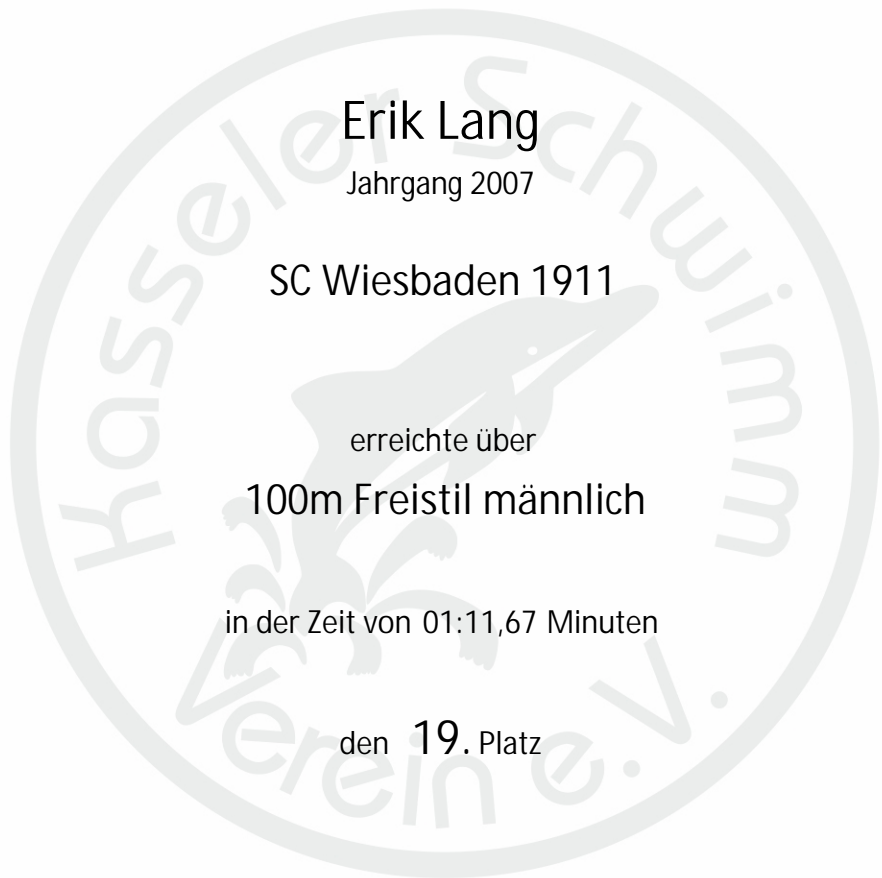 Kasseler Schwimm
Verein e.V.
Erik Lang
Jahrgang 2007
SC Wiesbaden 1911
erreichte über
100m Freistil männlich
in der Zeit von 01:11,67 Minuten
den 19. Platz